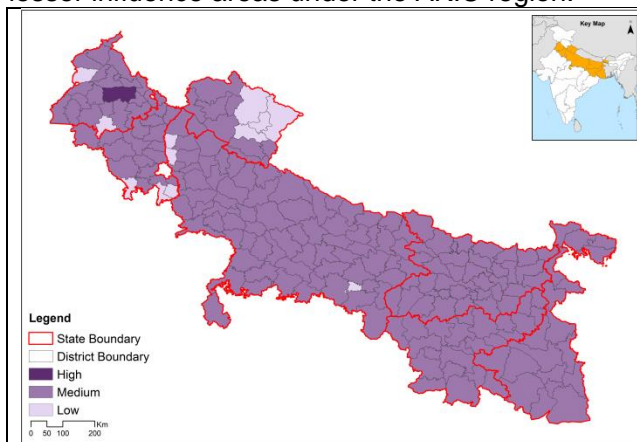 lesser influence areas under the AKIC region.
Key Map
Legend
State Boundary
District Boundary
High
Medium
Low
0 50 100 200 Km